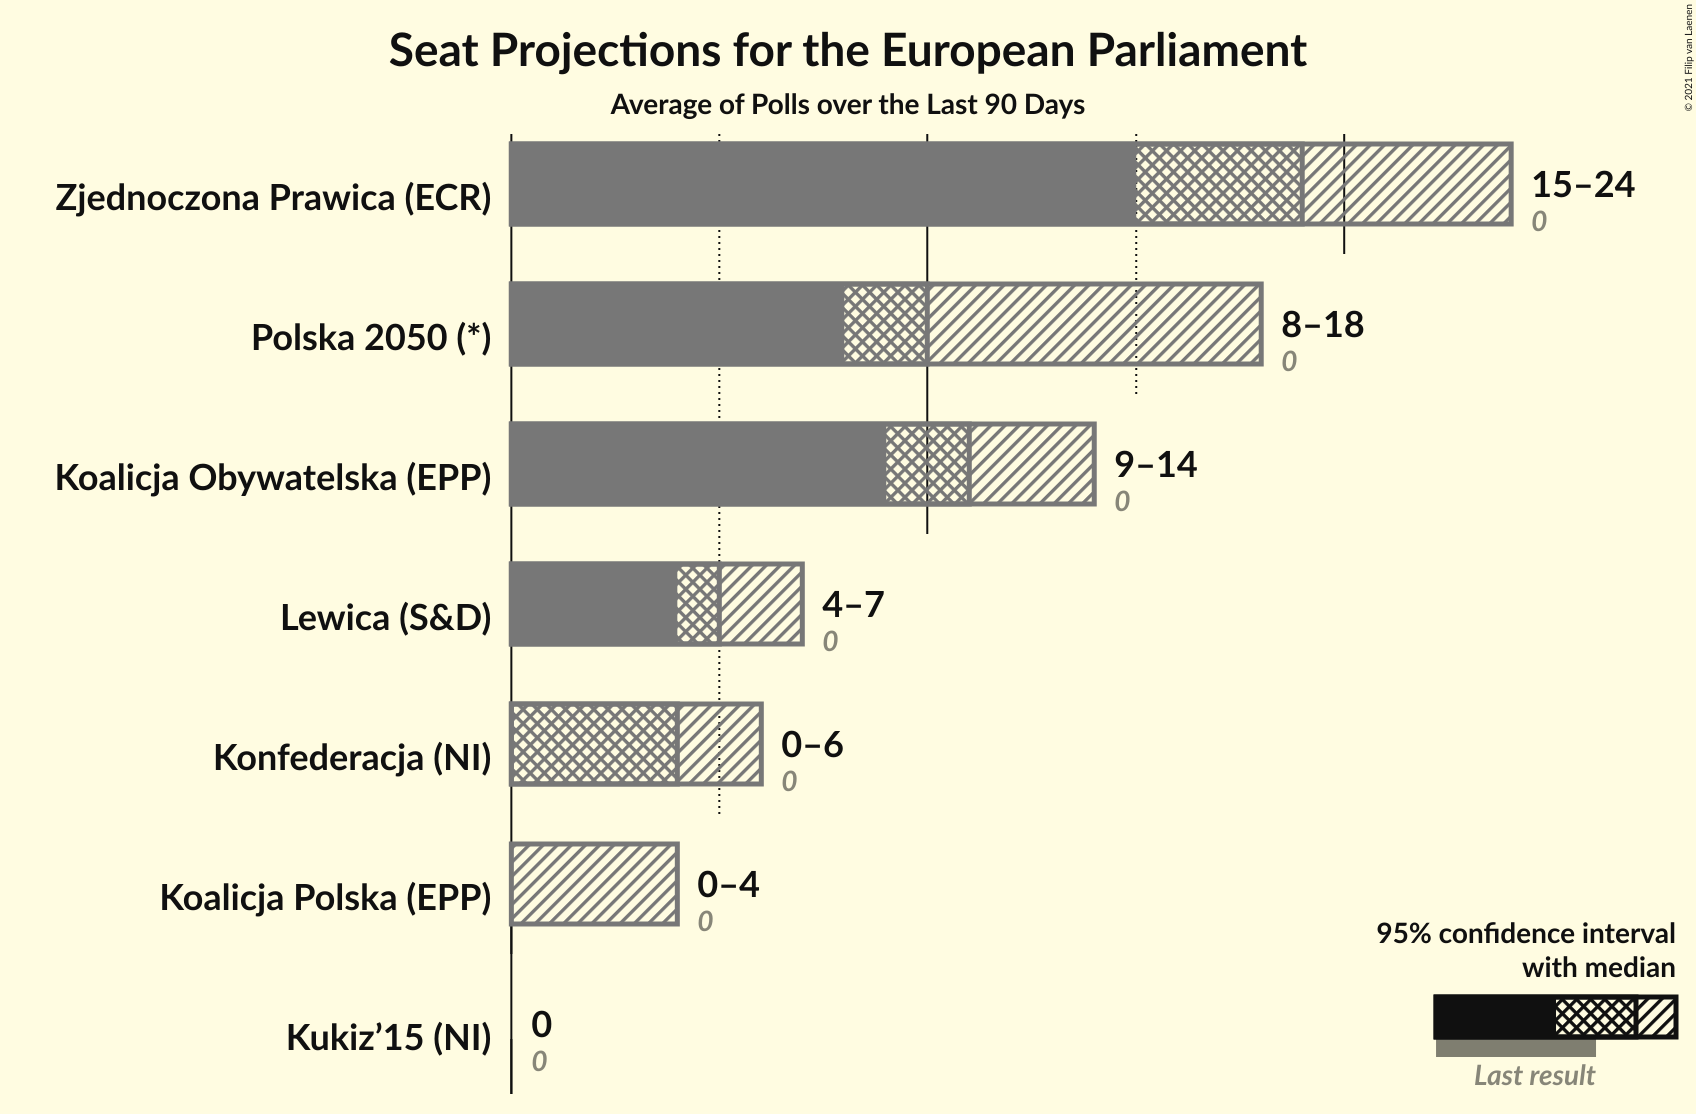 Seat Projections for the European Parliament
Average of Polls over the Last 90 Days
© 2021 Filip van Laenen
Zjednoczona Prawica (ECR)
15–24
0
Polska 2050 (*)
8–18
0
Koalicja Obywatelska (EPP)
9–14
0
Lewica (S&D)
4–7
0
Konfederacja (NI)
0–6
0
Koalicja Polska (EPP)
0–4
0
Kukiz’15 (NI)
0
0
95% confidence interval
with median
Last result